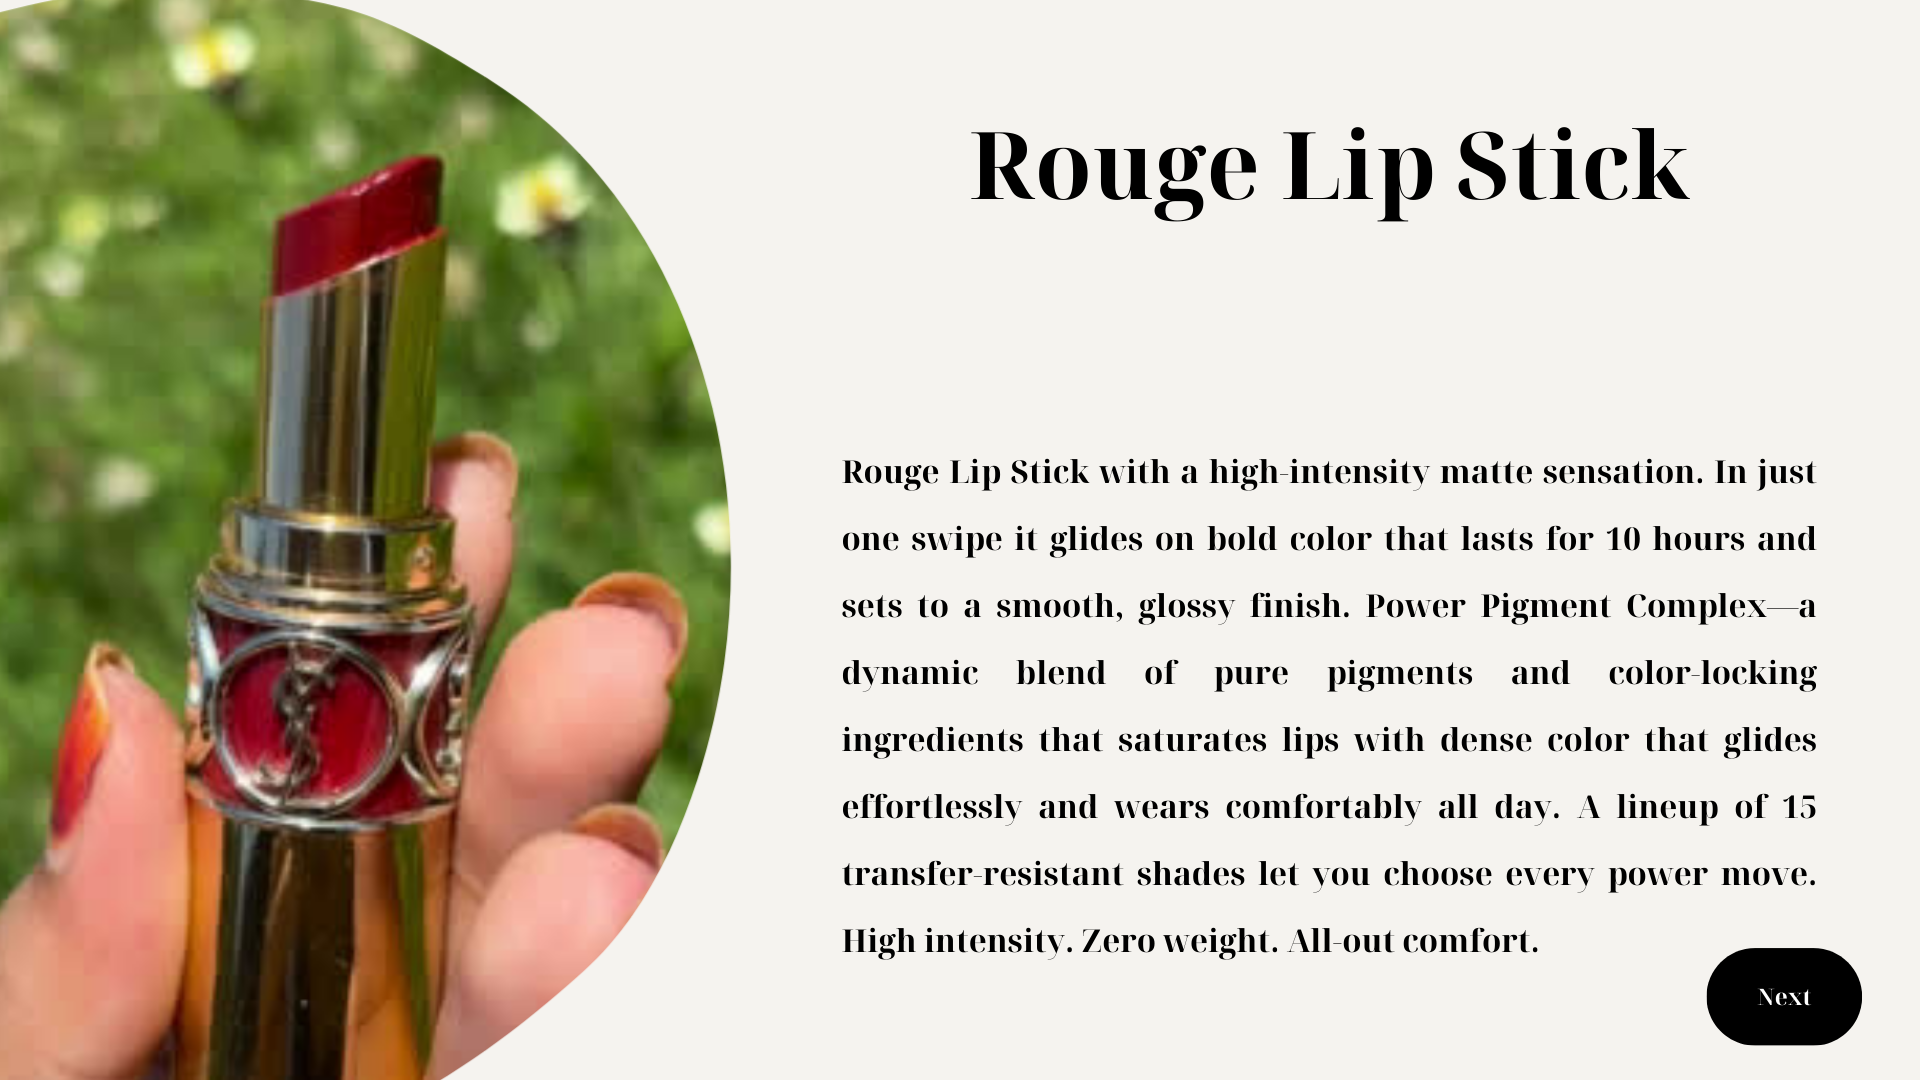 Rouge Lip Stick
Rouge Lip Stick with a high-intensity matte sensation. In just
one swipe it glides on bold color that lasts for 10 hours and
sets to a smooth, glossy finish. Power Pigment Complex—a
dynamic blend of pure pigments and color-locking
ingredients that saturates lips with dense color that glides
effortlessly and wears comfortably all day. A lineup of 15
transfer-resistant shades let you choose every power move.
High intensity. Zero weight. All-out comfort.
Next
YSL